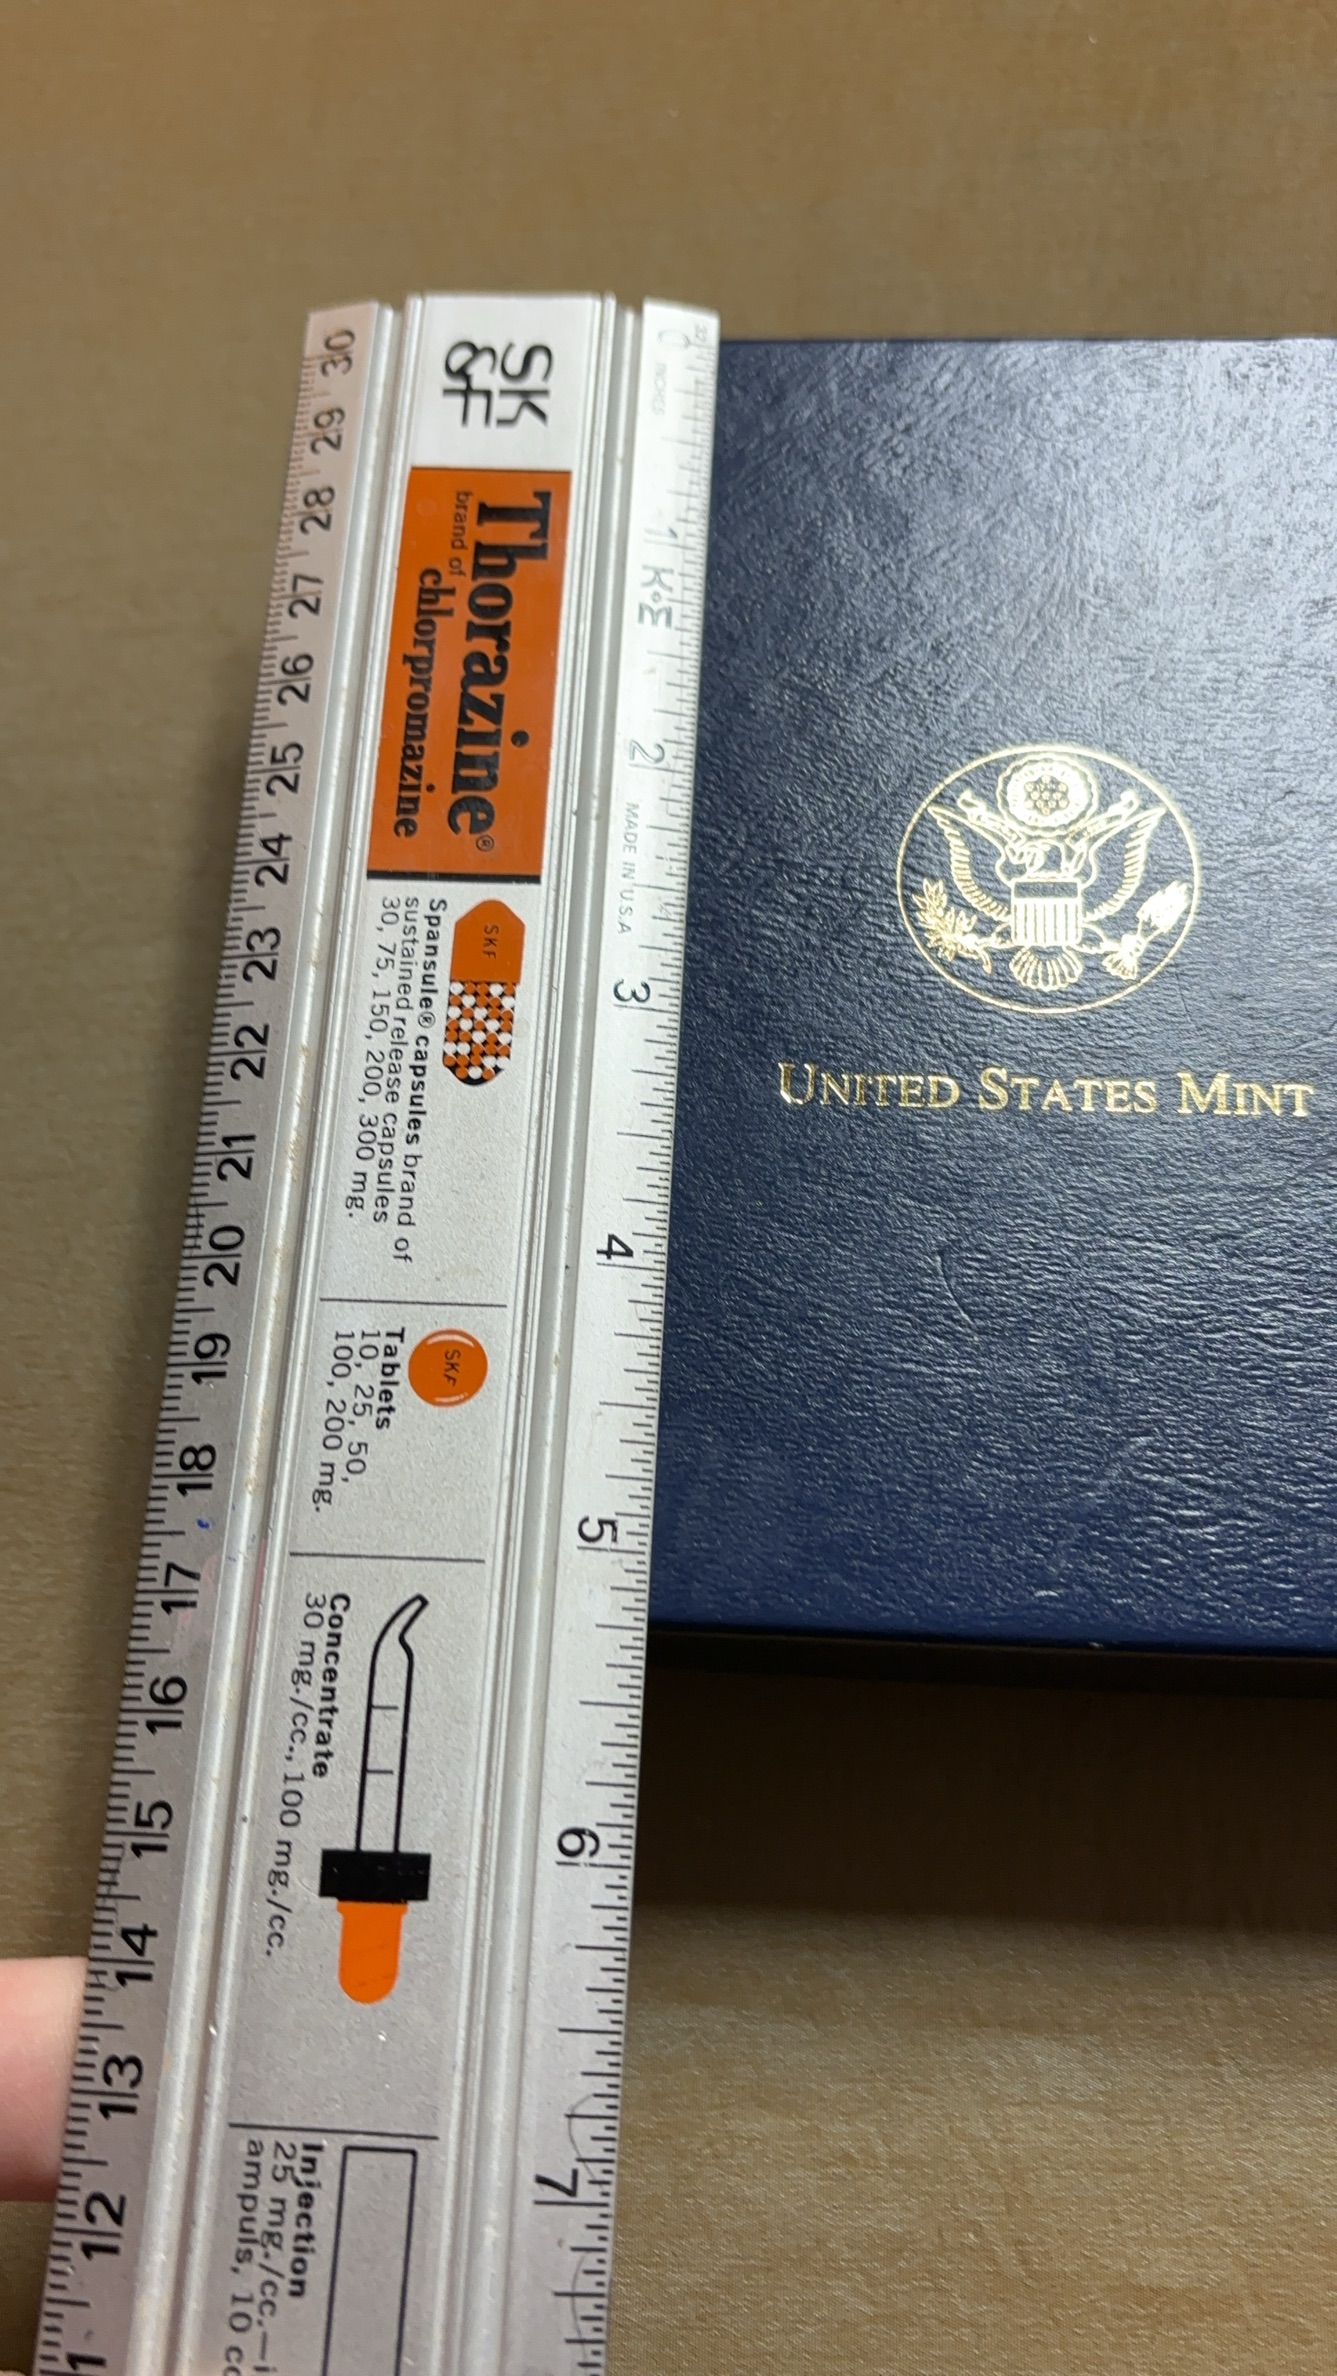 SK
&F
Thorazine®
brand of
chlorpromazine
SKF
Spansule® capsules brand of
sustained release capsules
30, 75, 150, 200, 300 mg.
SKF
Tablets
10, 25, 50,
100, 200 mg.
Concentrate
30 mg./cc., 100 mg./cc.
Injection
25 mg./cc.—i
ampuls, 10 cc
0 INCHES 1 K+E 2 MADE IN U.S.A 3 4 5 6 7
30 29 28 27 26 25 24 23 22 21 20 19 18 17 16 15 14 13 12
UNITED STATES MINT